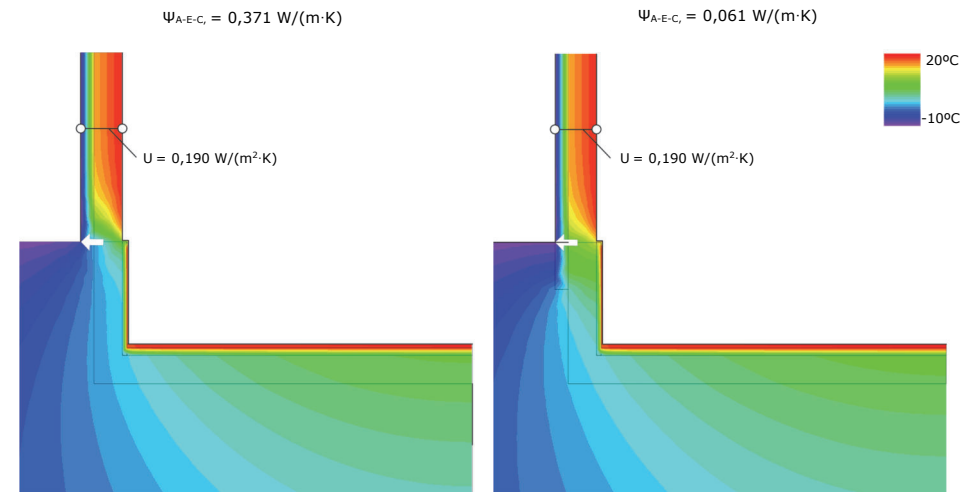 ΨA-E-C, = 0,371 W/(m·K)
ΨA-E-C, = 0,061 W/(m·K)
20ºC
-10ºC
U = 0,190 W/(m²·K)
U = 0,190 W/(m²·K)